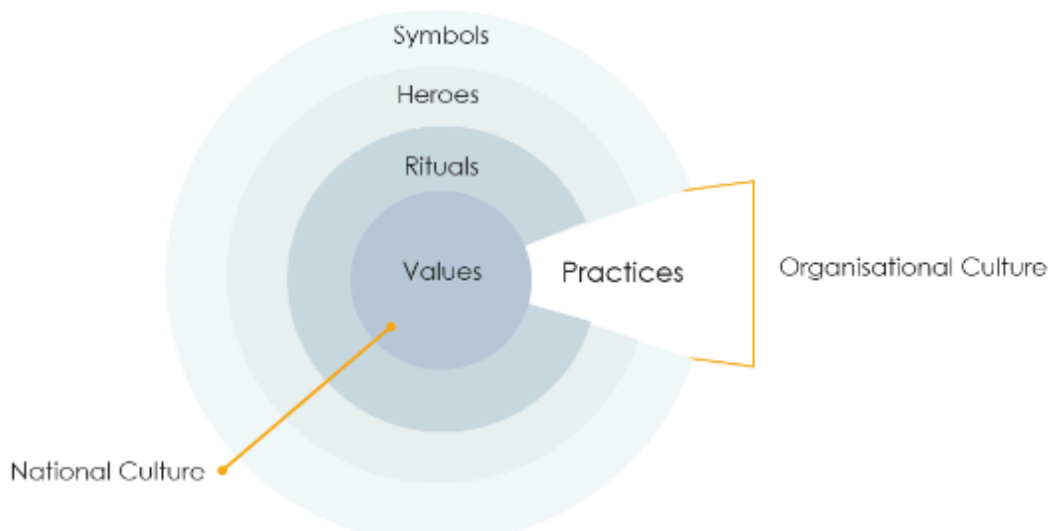 Symbols
Heroes
Rituals
Values
Practices
Organisational Culture
National Culture